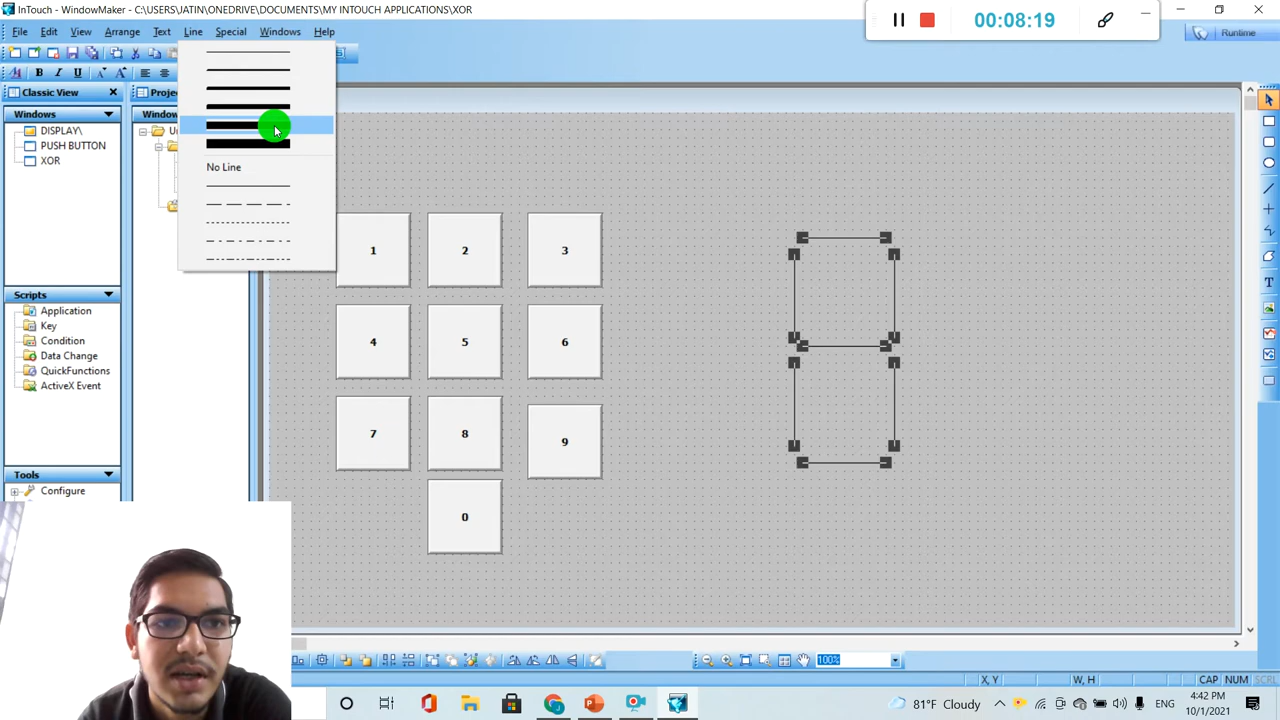 InTouch - WindowMaker - C:\USERS\JATIN\ONEDRIVE\DOCUMENTS\MY INTOUCH APPLICATIONS\XOR
00:08:19
File Edit View Arrange Text Line Special Windows Help
Runtime
B I U
Classic View
Windows
DISPLAY\
PUSH BUTTON
XOR
No Line
Scripts
Application
Key
Condition
Data Change
QuickFunctions
ActiveX Event
Tools
Configure
1 2 3
4 5 6
7 8 9
0
100%
X, Y W, H CAP NUM SCRL
81°F Cloudy
ENG
4:42 PM
10/1/2021